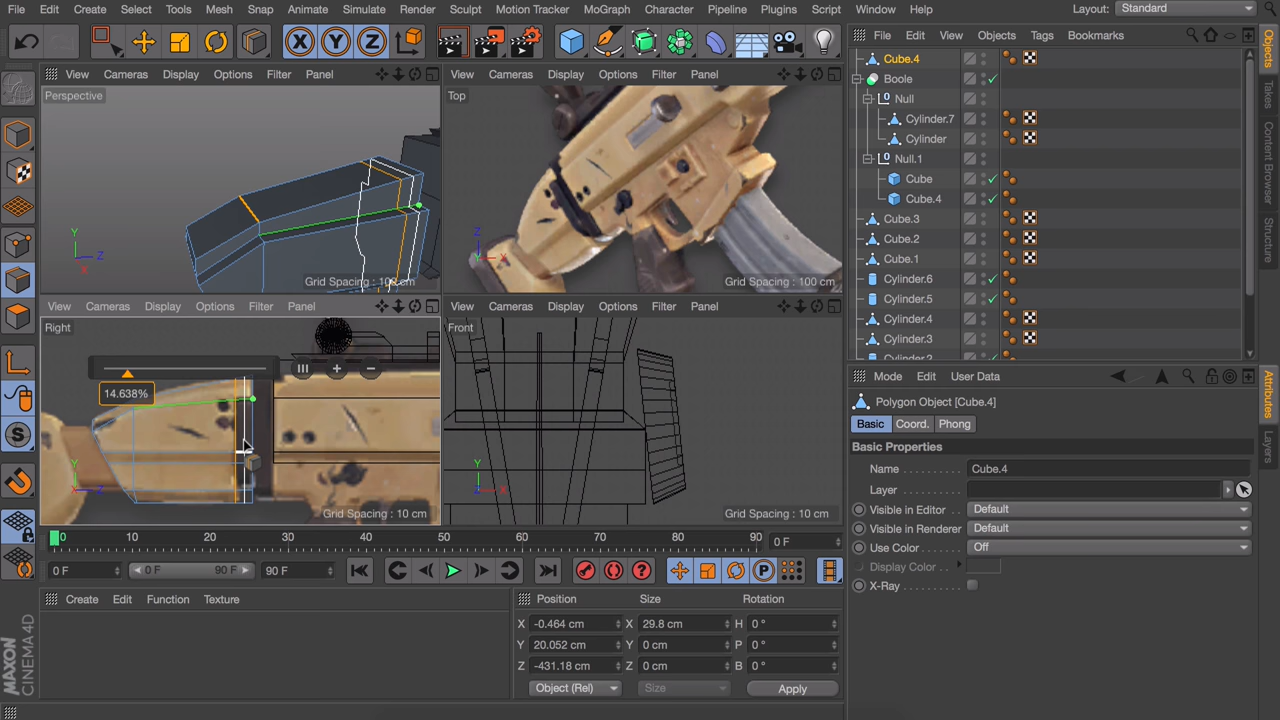 File Edit Create Select Tools Mesh Snap Animate Simulate Render Sculpt Motion Tracker MoGraph Character Pipeline Plugins Script Window Help Layout: Standard
X Y Z
View Cameras Display Options Filter Panel
View Cameras Display Options Filter Panel
File Edit View Objects Tags Bookmarks
Perspective
Top
Y
Z
X
Grid Spacing : 100 cm
Z
Y
X
Grid Spacing : 100 cm
Cube.4
Boole
Null
Cylinder.7
Cylinder
Null.1
Cube
Cube.4
Cube.3
Cube.2
Cube.1
Cylinder.6
Cylinder.5
Cylinder.4
Cylinder.3
Cylinder.2
Objects
Takes
Content Browser
Structure
View Cameras Display Options Filter Panel
View Cameras Display Options Filter Panel
Right
Front
14.638%
Y
X
Z
Grid Spacing : 10 cm
Y
Z
X
Grid Spacing : 10 cm
S
Mode Edit User Data
Polygon Object [Cube.4]
Basic Coord. Phong
Basic Properties
Name Cube.4
Layer
Visible in Editor Default
Visible in Renderer Default
Use Color Off
Display Color
X-Ray
Attributes
Layers
0 10 20 30 40 50 60 70 80 90 0 F
0 F 0 F 90 F 90 F
P
Create Edit Function Texture
Position Size Rotation
X -0.464 cm X 29.8 cm H 0 °
Y 20.052 cm Y 0 cm P 0 °
Z -431.18 cm Z 0 cm B 0 °
Object (Rel) Size Apply
MAXON
CINEMA 4D